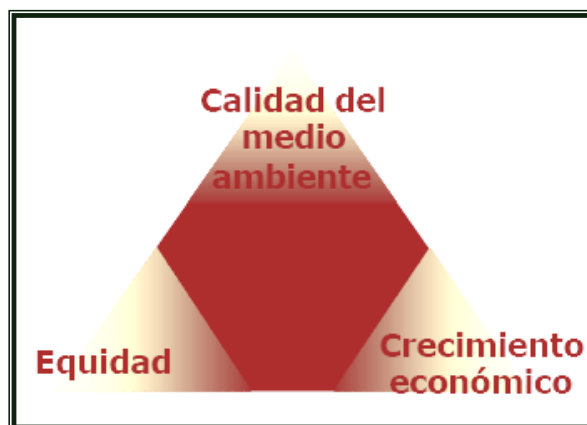 Calidad del
medio
ambiente
Equidad
Crecimiento
económico